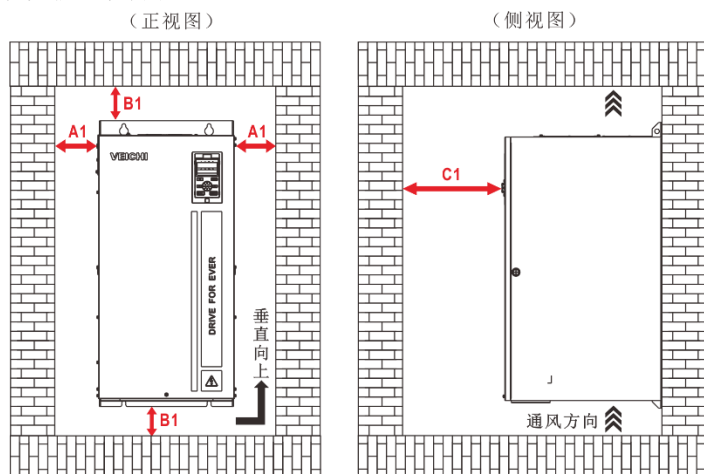 （正视图）
（侧视图）
B1
A1
A1
VEICHI
C1
DRIVE FOR EVER
垂直向上
B1
通风方向